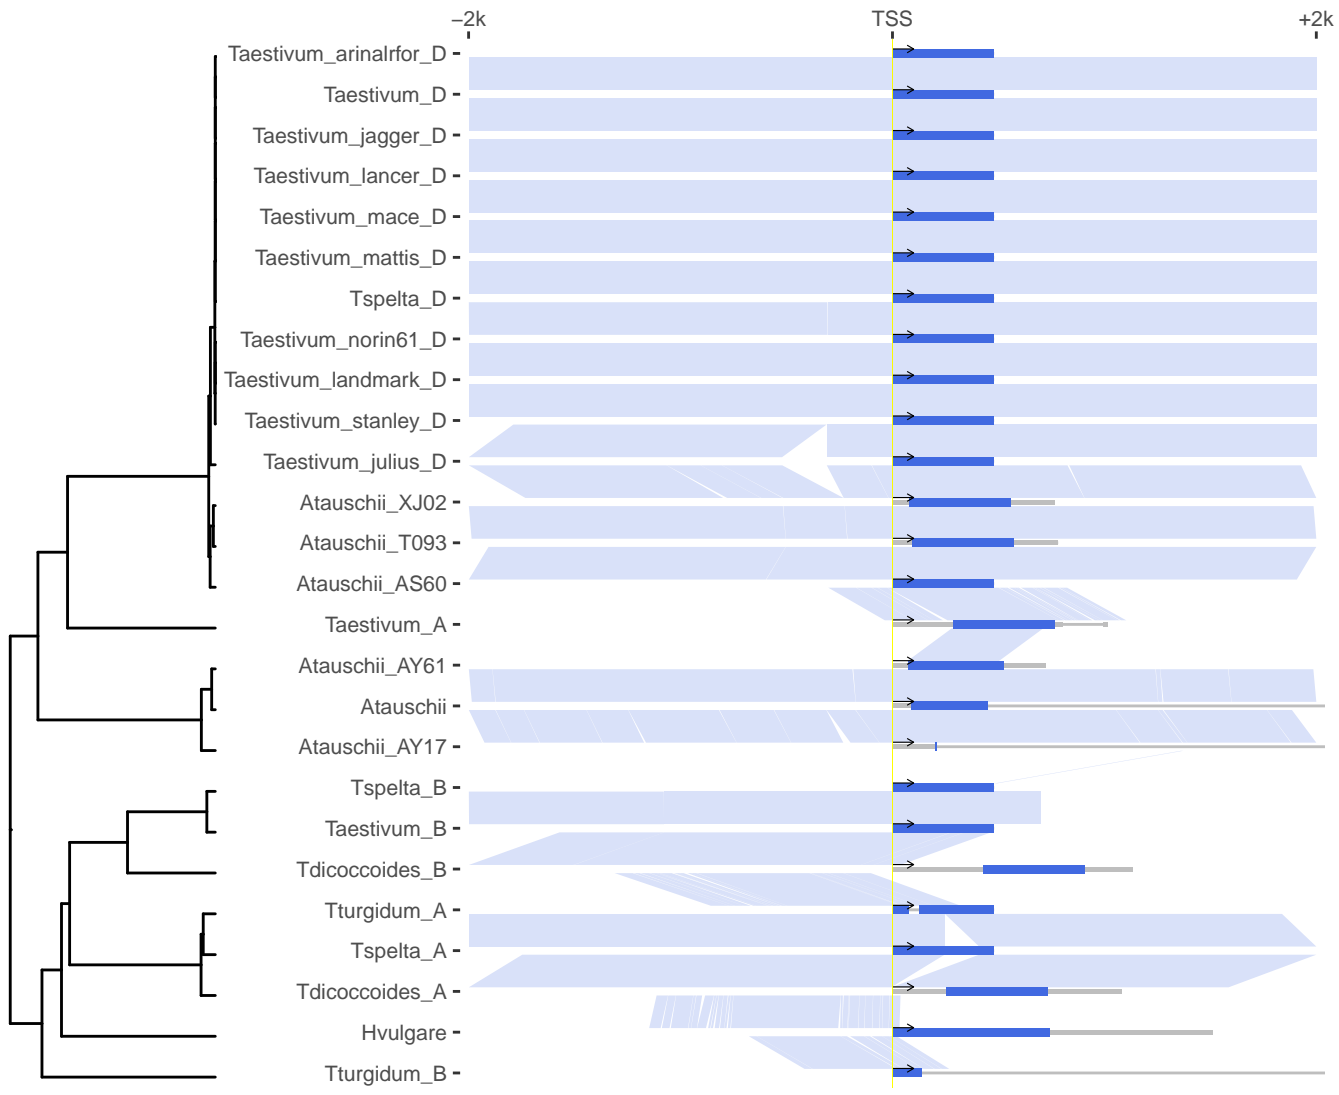 −2k TSS +2k
Taestivum_arinalrfor_D
Taestivum_D
Taestivum_jagger_D
Taestivum_lancer_D
Taestivum_mace_D
Taestivum_mattis_D
Tspelta_D
Taestivum_norin61_D
Taestivum_landmark_D
Taestivum_stanley_D
Taestivum_julius_D
Atauschii_XJ02
Atauschii_T093
Atauschii_AS60
Taestivum_A
Atauschii_AY61
Atauschii
Atauschii_AY17
Tspelta_B
Taestivum_B
Tdicoccoides_B
Tturgidum_A
Tspelta_A
Tdicoccoides_A
Hvulgare
Tturgidum_B